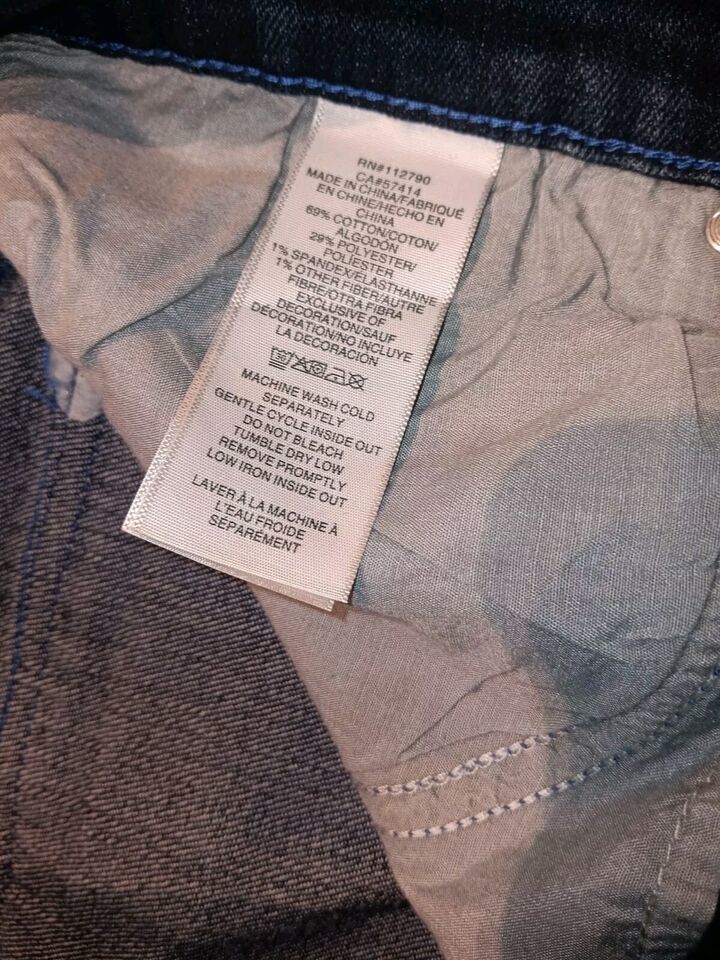 RN#112790
CA#57414
MADE IN CHINA/FABRIQUÉ
EN CHINE/HECHO EN
CHINA
69% COTTON/COTON/
ALGODÓN
29% POLYESTER/
POLIÉSTER
1% SPANDEX/ELASTHANNE
1% OTHER FIBER/AUTRE
FIBRE/OTRA FIBRA
EXCLUSIVE OF
DECORATION/SAUF
DÉCORATION/NO INCLUYE
LA DECORACIÓN
30
MACHINE WASH COLD
SEPARATELY
GENTLE CYCLE INSIDE OUT
DO NOT BLEACH
TUMBLE DRY LOW
REMOVE PROMPTLY
LOW IRON INSIDE OUT
LAVER À LA MACHINE À
L'EAU FROIDE
SÉPARÉMENT